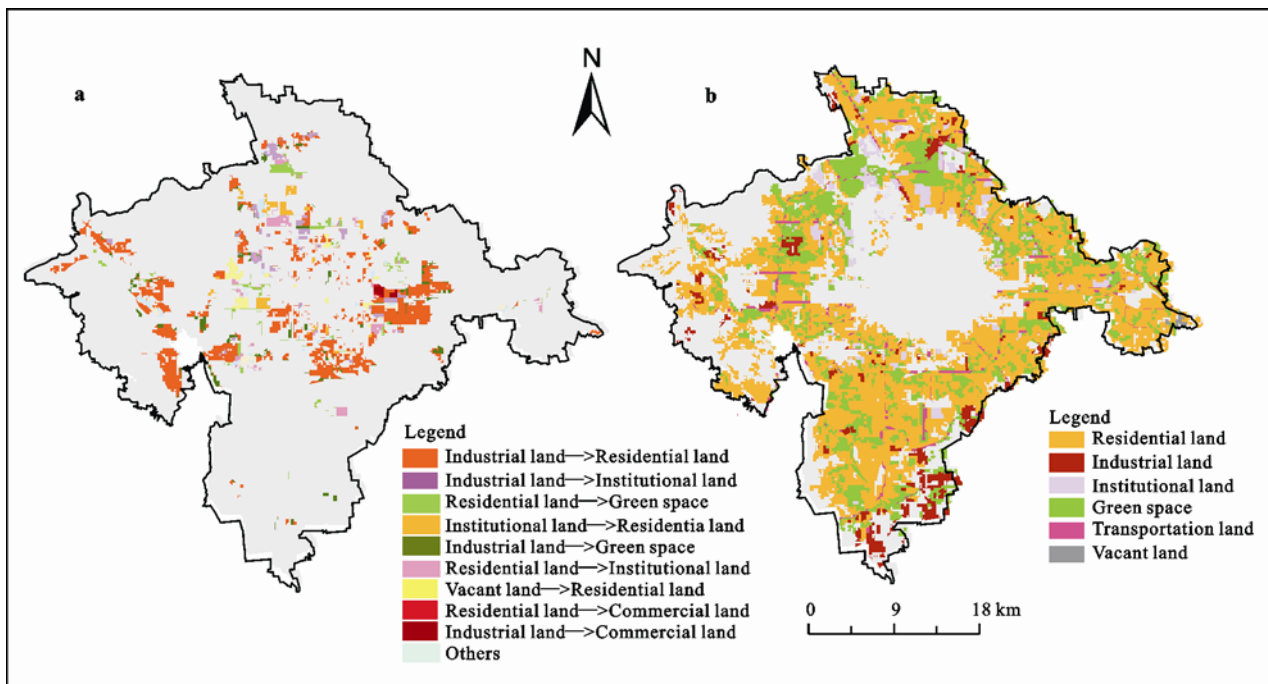 N
a
b
Legend
Industrial land—>Residential land
Industrial land—>Institutional land
Residential land—>Green space
Institutional land—>Residentia land
Industrial land—>Green space
Residential land—>Institutional land
Vacant land—>Residential land
Residential land—>Commercial land
Industrial land—>Commercial land
Others
Legend
Residential land
Industrial land
Institutional land
Green space
Transportation land
Vacant land
0 9 18 km